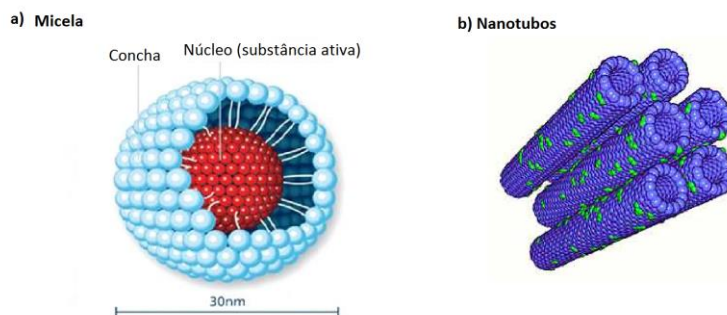 a) Micela
Concha
Núcleo (substância ativa)
30nm
b) Nanotubos